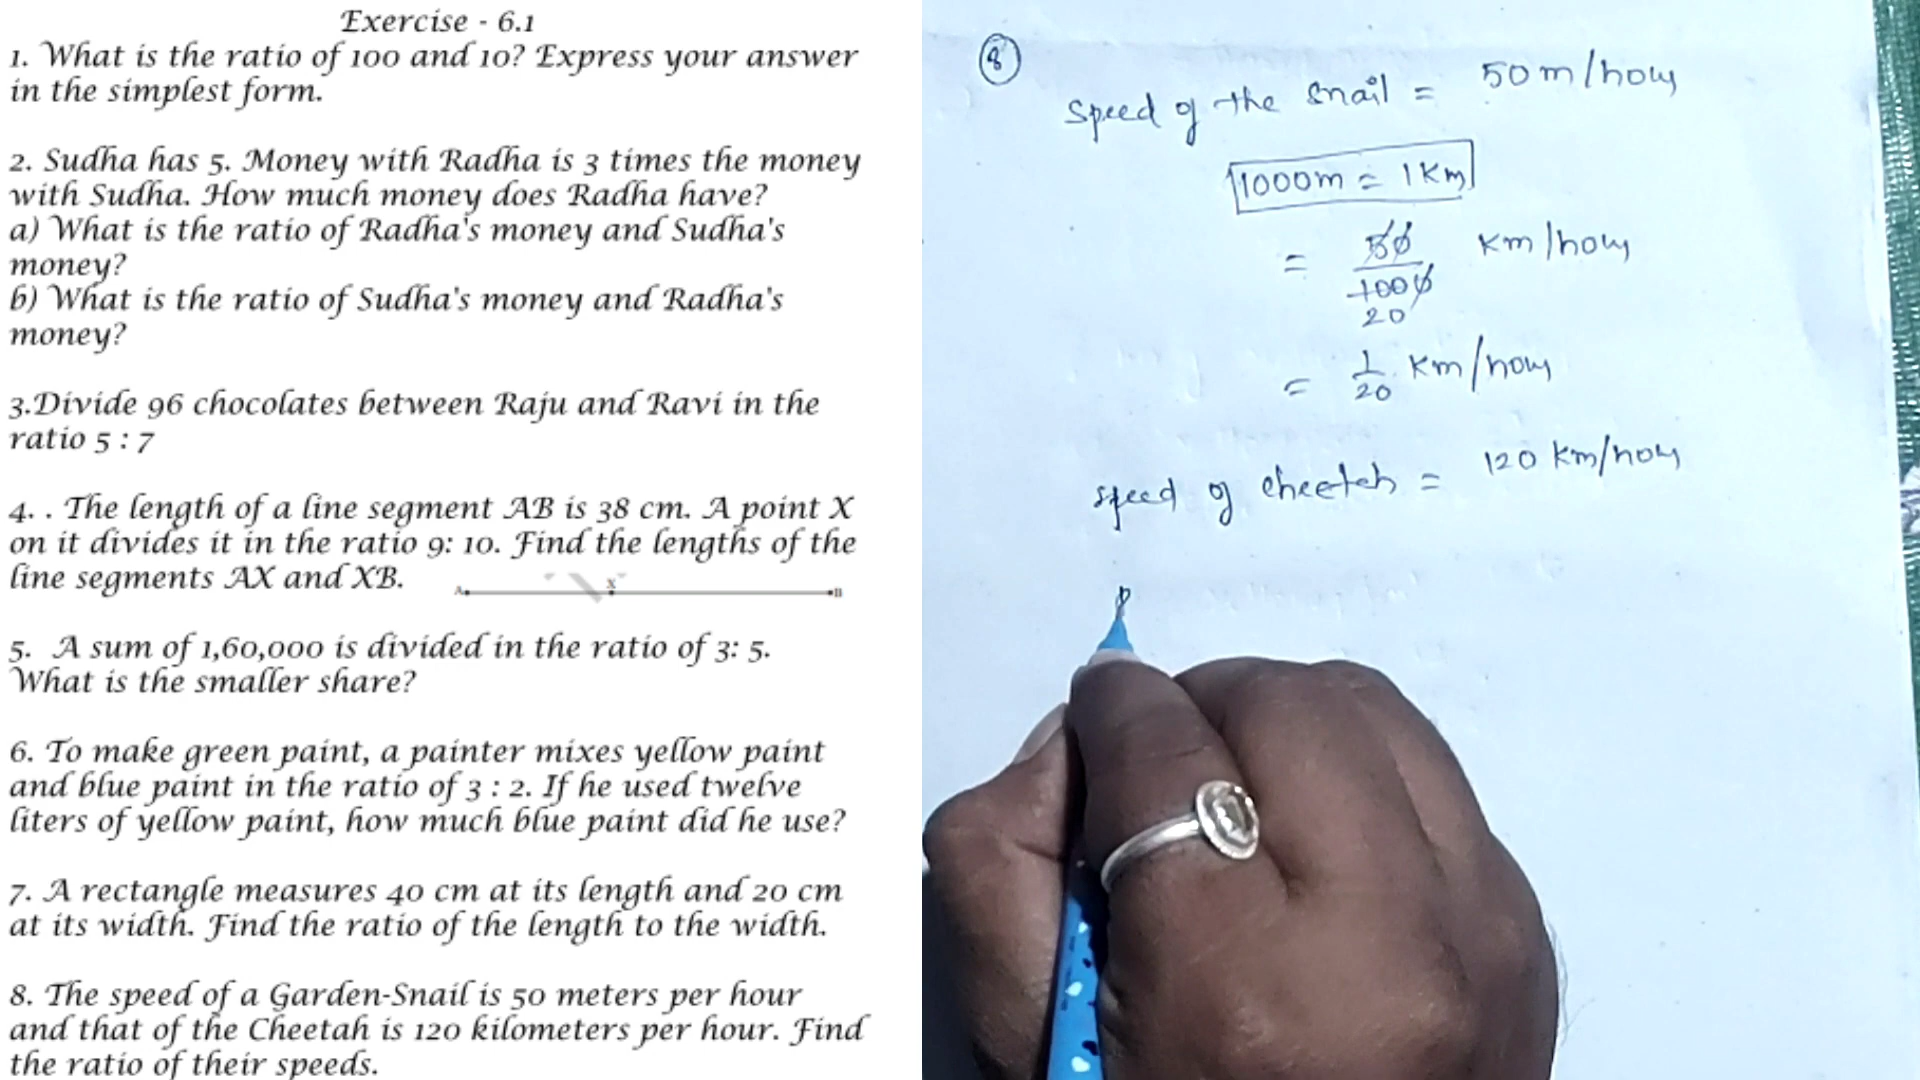 Exercise - 6.1
1. What is the ratio of 100 and 10? Express your answer
in the simplest form.
2. Sudha has 5. Money with Radha is 3 times the money
with Sudha. How much money does Radha have?
a) What is the ratio of Radha's money and Sudha's
money?
b) What is the ratio of Sudha's money and Radha's
money?
3.Divide 96 chocolates between Raju and Ravi in the
ratio 5 : 7
4. . The length of a line segment AB is 38 cm. A point X
on it divides it in the ratio 9: 10. Find the lengths of the
line segments AX and XB.
A X B
5. A sum of 1,60,000 is divided in the ratio of 3: 5.
What is the smaller share?
6. To make green paint, a painter mixes yellow paint
and blue paint in the ratio of 3 : 2. If he used twelve
liters of yellow paint, how much blue paint did he use?
7. A rectangle measures 40 cm at its length and 20 cm
at its width. Find the ratio of the length to the width.
8. The speed of a Garden-Snail is 50 meters per hour
and that of the Cheetah is 120 kilometers per hour. Find
the ratio of their speeds.
8
Speed of the snail = 50 m/hour
1000m = 1 Km
= 50 Km/hour
1000
20
= 1 Km/hour
20
speed of cheetah = 120 Km/hour